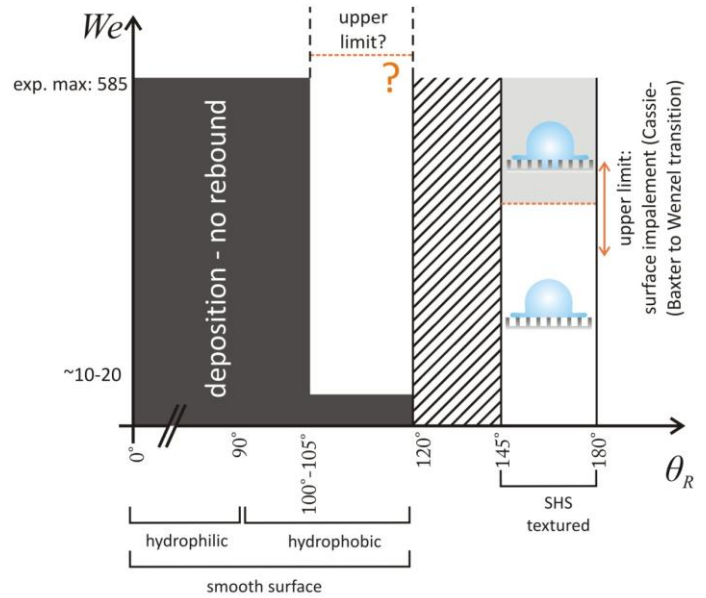 We
upper
limit?
?
exp. max: 585
deposition - no rebound
~10-20
upper limit:
surface impalement (Cassie-
Baxter to Wenzel transition)
0°
90°
100°-105°
120°
145°
180°
θR
hydrophilic
hydrophobic
smooth surface
SHS
textured